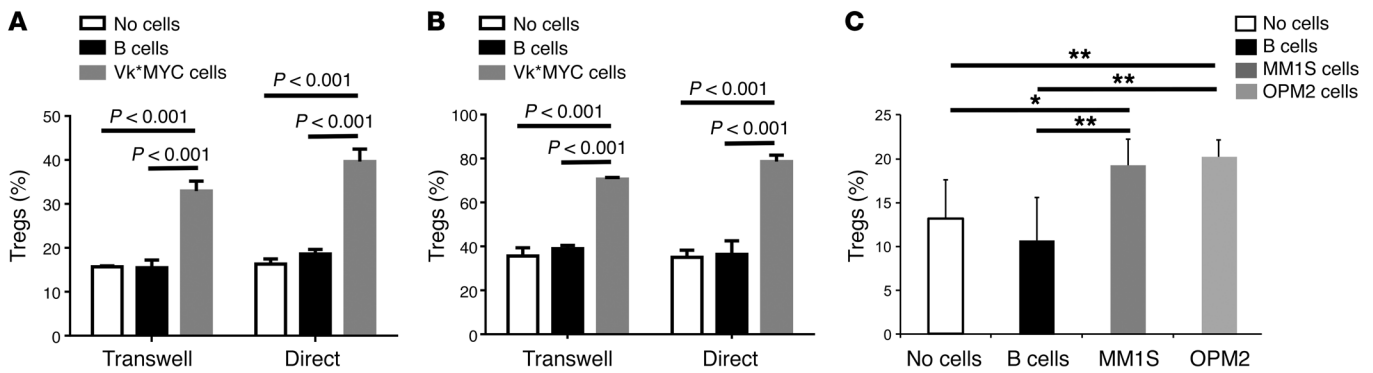 A
No cells
B cells
Vk*MYC cells
P < 0.001
P < 0.001
P < 0.001
P < 0.001
Tregs (%)
50
40
30
20
10
0
Transwell
Direct
B
No cells
B cells
Vk*MYC cells
P < 0.001
P < 0.001
P < 0.001
P < 0.001
Tregs (%)
100
80
60
40
20
0
Transwell
Direct
C
No cells
B cells
MM1S cells
OPM2 cells
**
**
*
**
Tregs (%)
25
20
15
10
5
0
No cells
B cells
MM1S
OPM2